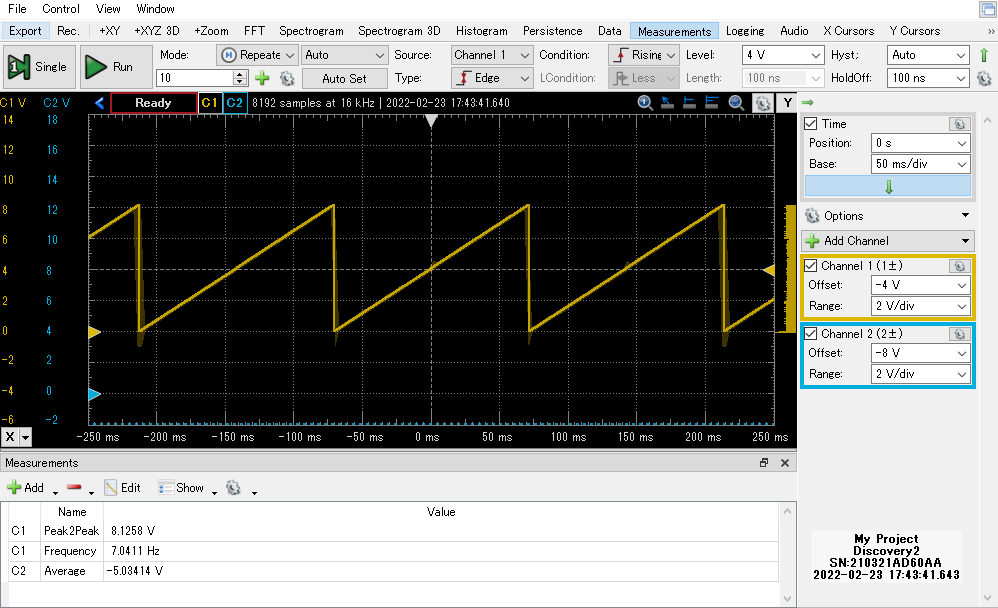 File Control View Window
Export Rec. +XY +XYZ 3D +Zoom FFT Spectrogram Spectrogram 3D Histogram Persistence Data Measurements Logging Audio X Cursors Y Cursors »
Single Run Mode: Repeate Auto Source: Channel 1 Condition: Rising Level: 4 V Hyst.: Auto
10 Auto Set Type: Edge LCondition: Less Length: 100 ns HoldOff: 100 ns
C1 V C2 V Ready C1 C2 8192 samples at 16 kHz | 2022-02-23 17:43:41.640 Y
14 18
12 16
10 14
8 12
6 10
4 8
2 6
0 4
-2 2
-4 0
-6 -2
X -250 ms -200 ms -150 ms -100 ms -50 ms 0 ms 50 ms 100 ms 150 ms 200 ms 250 ms
Time
Position: 0 s
Base: 50 ms/div
Options
Add Channel
Channel 1 (1±)
Offset: -4 V
Range: 2 V/div
Channel 2 (2±)
Offset: -8 V
Range: 2 V/div
Measurements
Add Edit Show
Name Value
C1 Peak2Peak 8.1258 V
C1 Frequency 7.0411 Hz
C2 Average -5.03414 V
My Project
Discovery2
SN:210321AD60AA
2022-02-23 17:43:41.643